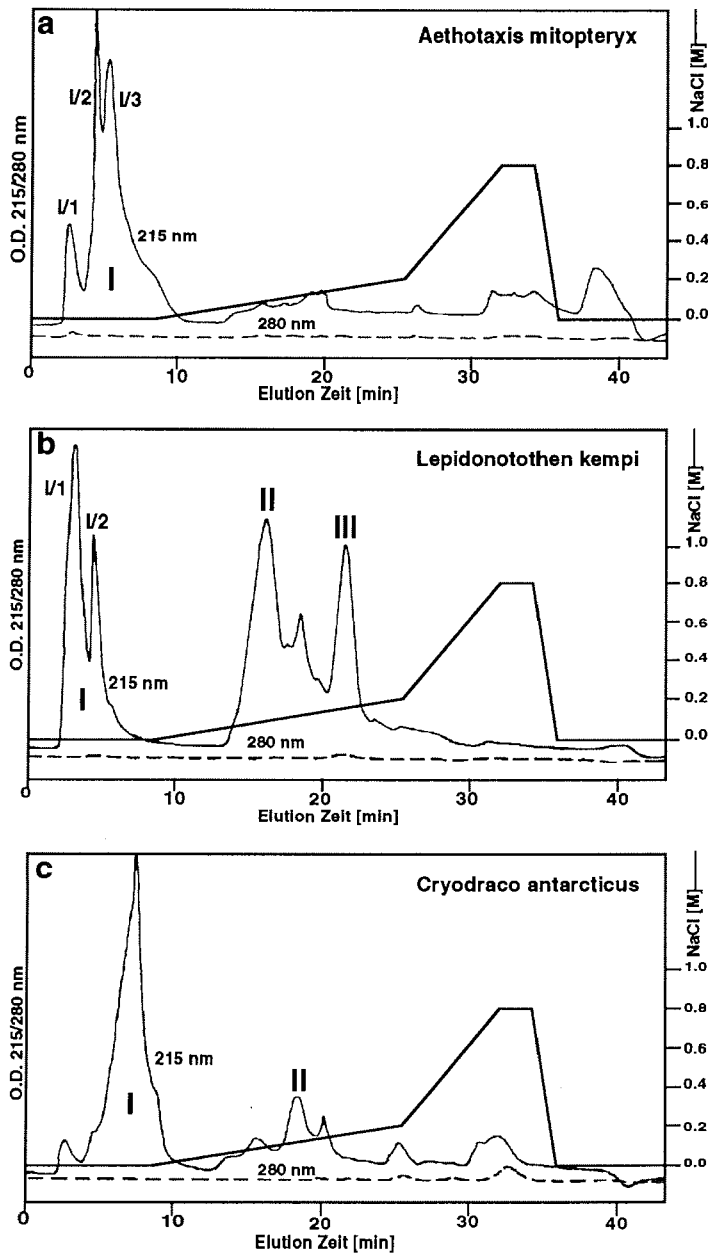 a
Aethotaxis mitopteryx
NaCl [M]
O.D. 215/280 nm
I/1
I/2
I/3
I
215 nm
280 nm
1.0
0.8
0.6
0.4
0.2
0.0
0
10
20
30
40
Elution Zeit [min]
b
Lepidonotothen kempi
NaCl [M]
O.D. 215/280 nm
I/1
I/2
I
II
III
215 nm
280 nm
1.0
0.8
0.6
0.4
0.2
0.0
0
10
20
30
40
Elution Zeit [min]
c
Cryodraco antarcticus
NaCl [M]
O.D. 215/280 nm
I
II
215 nm
280 nm
1.0
0.8
0.6
0.4
0.2
0.0
0
10
20
30
40
Elution Zeit [min]